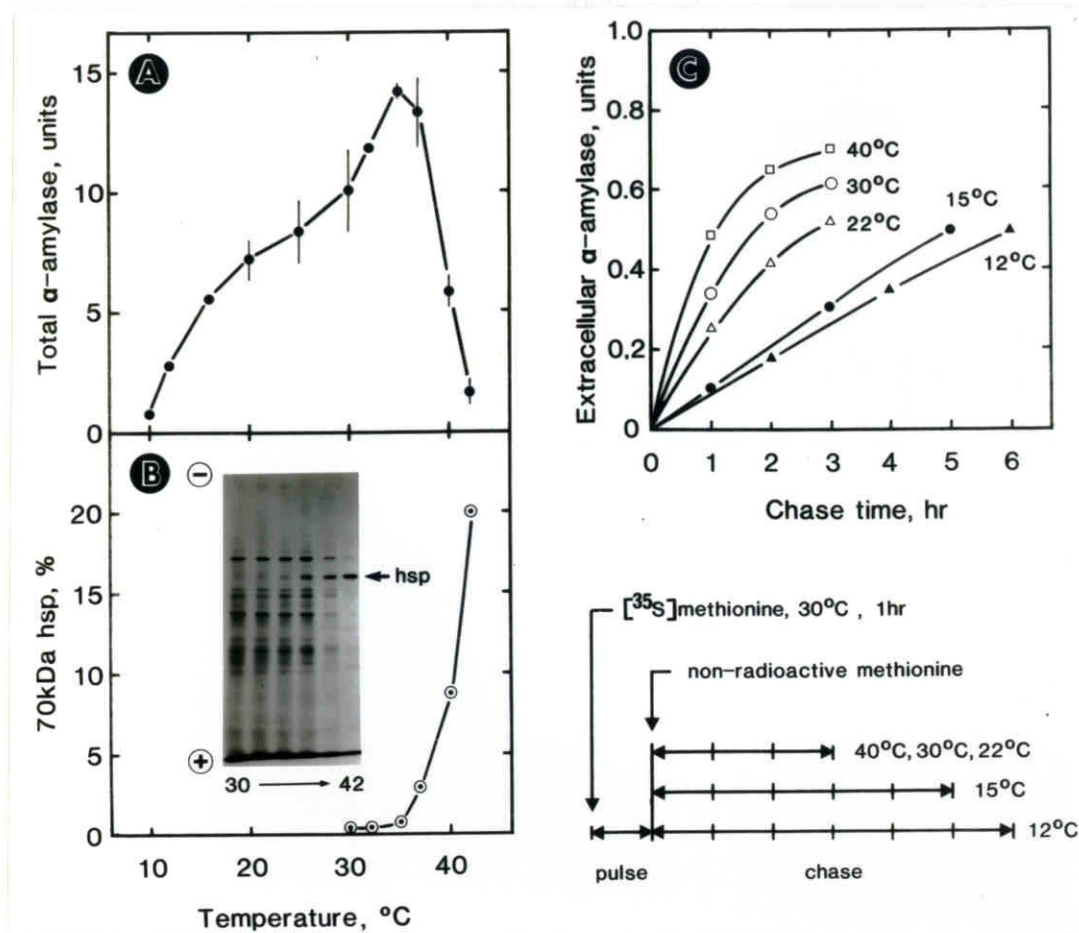 A
Total α-amylase, units
15
10
5
0
B
70kDa hsp, %
20
15
10
5
0
−
hsp
+
30 → 42
10 20 30 40
Temperature, °C
C
Extracellular α-amylase, units
1.0
0.8
0.6
0.4
0.2
0
40°C
30°C
22°C
15°C
12°C
0 1 2 3 4 5 6
Chase time, hr
[³⁵S]methionine, 30°C , 1hr
non-radioactive methionine
40°C, 30°C, 22°C
15°C
12°C
pulse chase